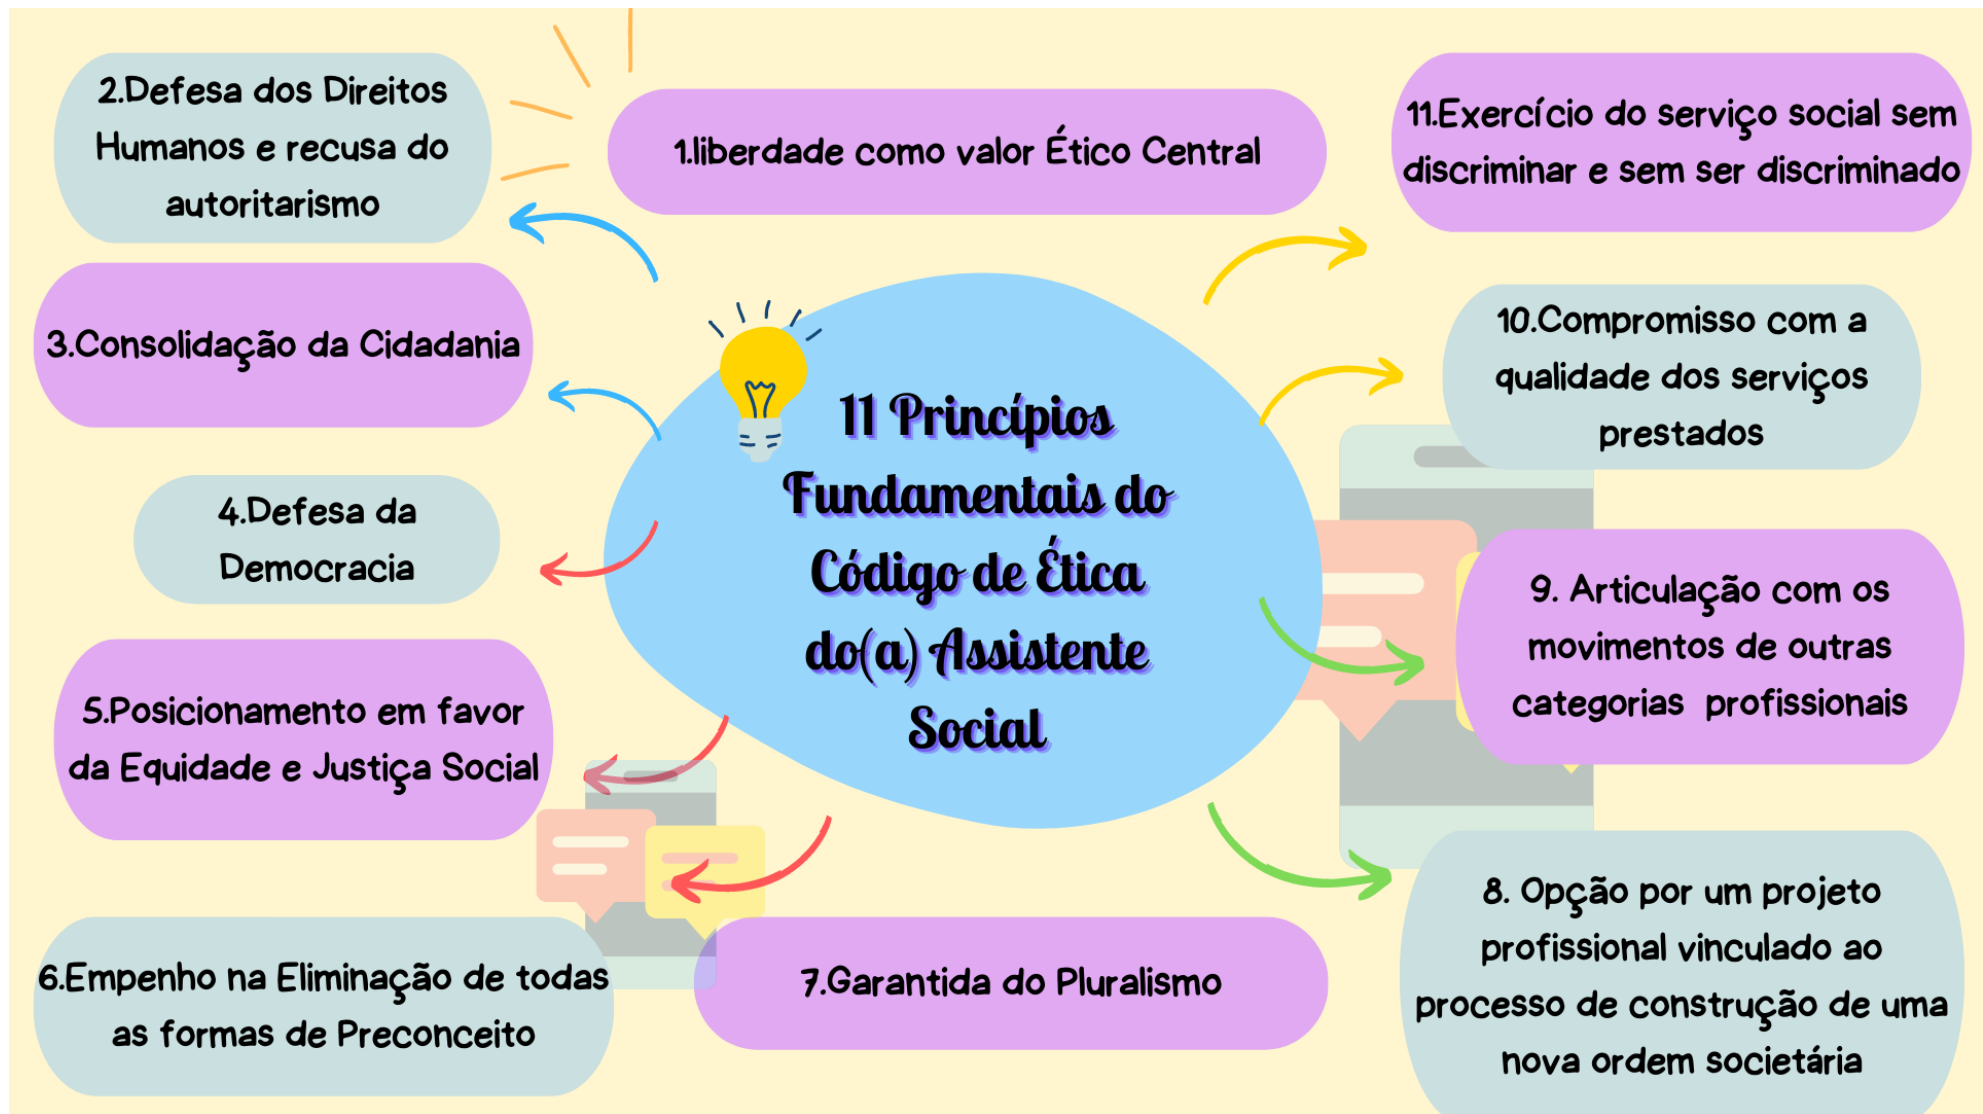 11 Princípios
Fundamentais do
Código de Ética
do(a) Assistente
Social
1.liberdade como valor Ético Central
2.Defesa dos Direitos
Humanos e recusa do
autoritarismo
3.Consolidação da Cidadania
4.Defesa da
Democracia
5.Posicionamento em favor
da Equidade e Justiça Social
6.Empenho na Eliminação de todas
as formas de Preconceito
7.Garantida do Pluralismo
8. Opção por um projeto
profissional vinculado ao
processo de construção de uma
nova ordem societária
9. Articulação com os
movimentos de outras
categorias profissionais
10.Compromisso com a
qualidade dos serviços
prestados
11.Exercício do serviço social sem
discriminar e sem ser discriminado